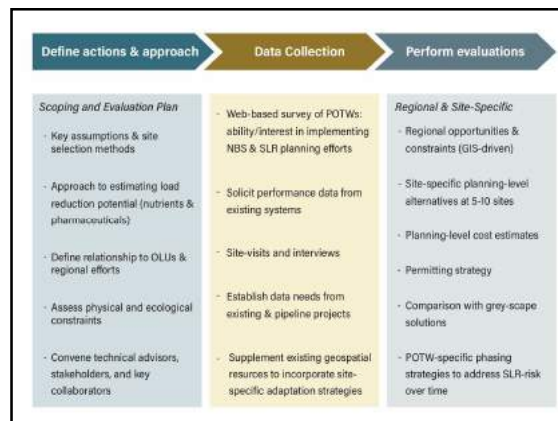 Define actions & approach
Data Collection
Perform evaluations
Scoping and Evaluation Plan
- Key assumptions & site
selection methods
- Approach to estimating load
reduction potential (nutrients &
pharmaceuticals)
- Define relationship to OLUs &
regional efforts
- Assess physical and ecological
constraints
- Convene technical advisors,
stakeholders, and key
collaborators
- Web-based survey of POTWs:
ability/interest in implementing
NBS & SLR planning efforts
- Solicit performance data from
existing systems
- Site-visits and interviews
- Establish data needs from
existing & pipeline projects
- Supplement existing geospatial
resurces to incorporate site-
specific adaptation strategies
Regional & Site-Specific
- Regional opportunities &
constraints (GIS-driven)
- Site-specific planning-level
alternatives at 5-10 sites
- Planning-level cost estimates
- Permitting strategy
- Comparison with grey-scape
solutions
- POTW-specific phasing
strategies to address SLR-risk
over time